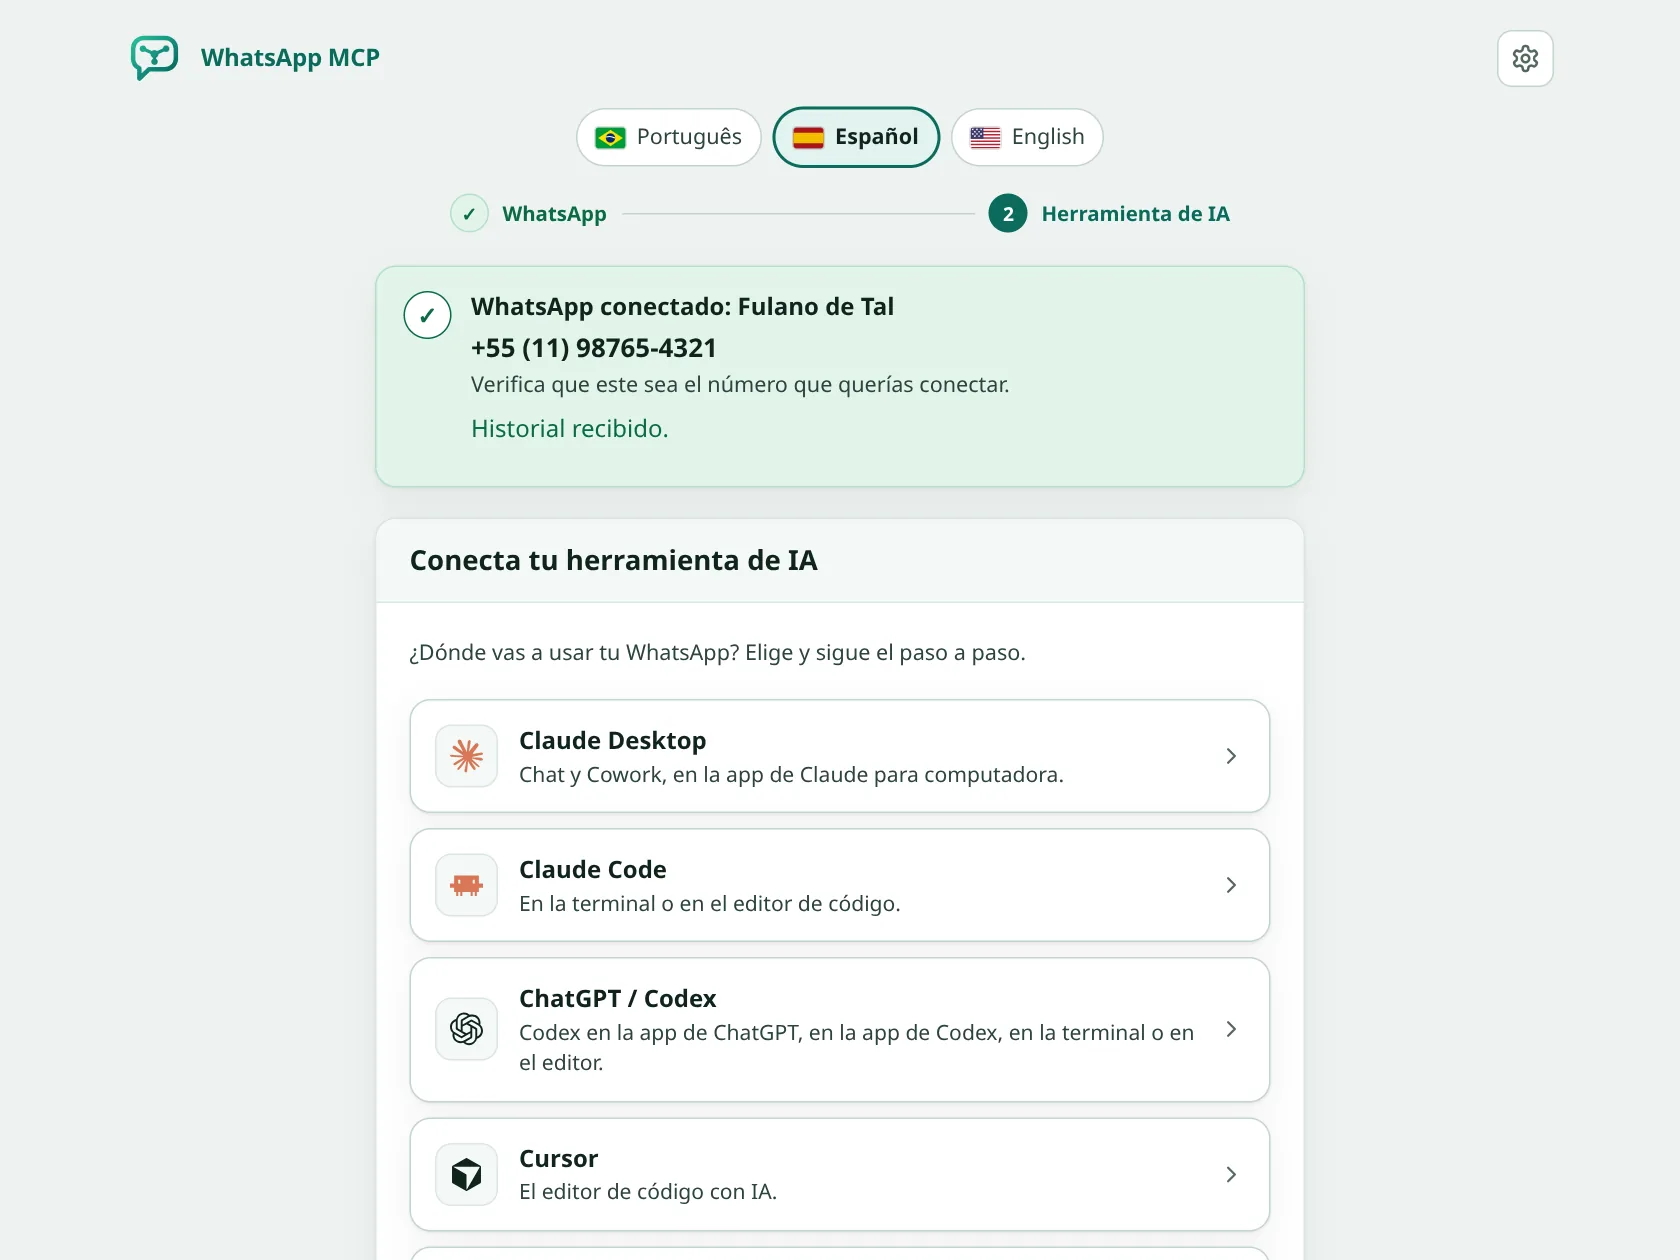 WhatsApp MCP
Português
Español
English
✓ WhatsApp
2 Herramienta de IA
✓
WhatsApp conectado: Fulano de Tal
+55 (11) 98765-4321
Verifica que este sea el número que querías conectar.
Historial recibido.
Conecta tu herramienta de IA
¿Dónde vas a usar tu WhatsApp? Elige y sigue el paso a paso.
Claude Desktop
Chat y Cowork, en la app de Claude para computadora.
Claude Code
En la terminal o en el editor de código.
ChatGPT / Codex
Codex en la app de ChatGPT, en la app de Codex, en la terminal o en
el editor.
Cursor
El editor de código con IA.